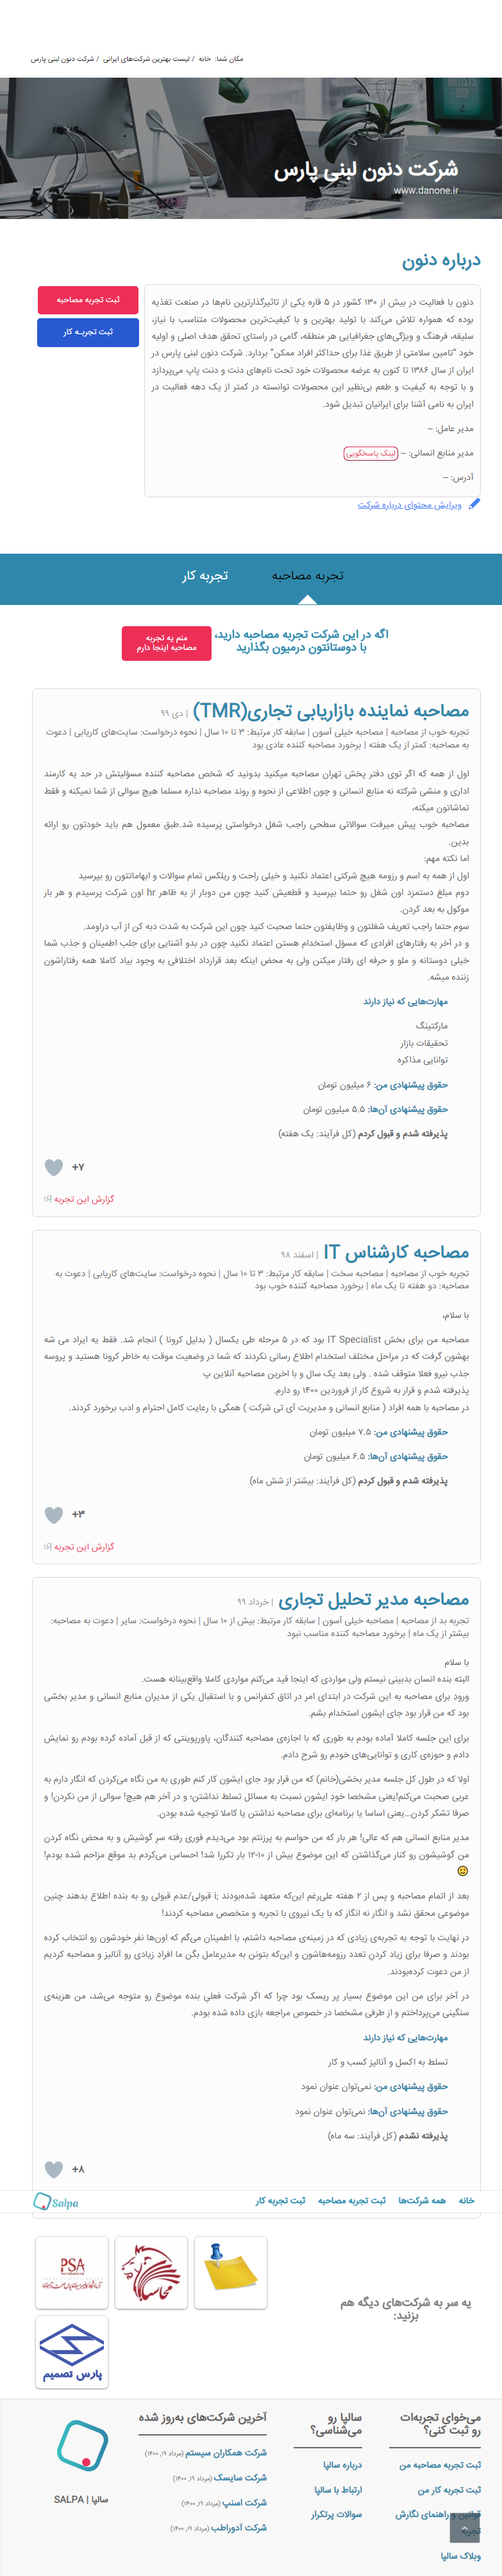 مکان شما: خانه / لیست بهترین شرکت‌های ایرانی / شرکت دنون لبنی پارس
شرکت دنون لبنی پارس
www.danone.ir
درباره دنون
دنون با فعالیت در بیش از ۱۳۰ کشور در ۵ قاره یکی از تاثیرگذارترین نام‌ها در صنعت تغذیه
بوده که همواره تلاش می‌کند با تولید بهترین و با کیفیت‌ترین محصولات متناسب با نیاز،
سلیقه، فرهنگ و ویژگی‌های جغرافیایی هر منطقه، گامی در راستای تحقق هدف اصلی و اولیه
خود “تامین سلامتی از طریق غذا برای حداکثر افراد ممکن” بردارد. شرکت دنون لبنی پارس در
ایران از سال ۱۳۸۶ تا کنون به عرضه محصولات خود تحت نام‌های دنت و دنت پاپ می‌پردازد
و با توجه به کیفیت و طعم بی‌نظیر این محصولات توانسته در کمتر از یک دهه فعالیت در
ایران به نامی آشنا برای ایرانیان تبدیل شود.
مدیر عامل: –
مدیر منابع انسانی: – لینک پاسخگویی
آدرس: –
ویرایش محتوای درباره شرکت
ثبت تجربه مصاحبه
ثبت تجربـه کار
تجربه مصاحبه
تجربه کار
اگه در این شرکت تجربه مصاحبه دارید،
با دوستانتون درمیون بگذارید
منم یه تجربه
مصاحبه اینجا دارم
مصاحبه نماینده بازاریابی تجاری(TMR) | دی ۹۹
تجربه خوب از مصاحبه | مصاحبه خیلی آسون | سابقه کار مرتبط: ۳ تا ۱۰ سال | نحوه درخواست: سایت‌های کاریابی | دعوت
به مصاحبه: کمتر از یک هفته | برخورد مصاحبه کننده عادی بود
اول از همه که اگر توی دفتر پخش تهران مصاحبه میکنید بدونید که شخص مصاحبه کننده مسؤلیتش در حد یه کارمند
اداری و منشی شرکته نه منابع انسانی و چون اطلاعی از نحوه و روند مصاحبه نداره مسلما هیچ سوالی از شما نمیکنه و فقط
تماشاتون میکنه،
مصاحبه خوب پیش میرفت سوالاتی سطحی راجب شغل درخواستی پرسیده شد.طبق معمول هم باید خودتون رو ارائه
بدین.
اما نکته مهم:
اول از همه به اسم و رزومه هیچ شرکتی اعتماد نکنید و خیلی راحت و ریلکس تمام سوالات و ابهاماتتون رو بپرسید
دوم مبلغ دستمزد اون شغل رو حتما بپرسید و قطعیش کنید چون من دوبار از به ظاهر hr اون شرکت پرسیدم و هر بار
موکول به بعد کردن.
سوم حتما راجب تعریف شغلتون و وظایفتون حتما صحبت کنید چون این شرکت به شدت دبه کن از آب دراومد.
و در آخر به رفتارهای افرادی که مسؤل استخدام هستن اعتماد نکنید چون در بدو آشنایی برای جلب اطمینان و جذب شما
خیلی دوستانه و ملو و حرفه ای رفتار میکنن ولی به محض اینکه بعد قرارداد اختلافی به وجود بیاد کاملا همه رفتاراشون
زننده میشه.
مهارت‌هایی که نیاز دارند
مارکتینگ
تحقیقات بازار
توانایی مذاکره
حقوق پیشنهادی من: ۶ میلیون تومان
حقوق پیشنهادی آن‌ها: ۵.۵ میلیون تومان
پذیرفته شدم و قبول کردم (کل فرآیند: یک هفته)
+۷
گزارش این تجربه
مصاحبه کارشناس IT | اسفند ۹۸
تجربه خوب از مصاحبه | مصاحبه سخت | سابقه کار مرتبط: ۳ تا ۱۰ سال | نحوه درخواست: سایت‌های کاریابی | دعوت به
مصاحبه: دو هفته تا یک ماه | برخورد مصاحبه کننده خوب بود
با سلام،
مصاحبه من برای بخش IT Specialist بود که در ۵ مرحله طی یکسال ( بدلیل کرونا ) انجام شد. فقط یه ایراد می شه
بهشون گرفت که در مراحل مختلف استخدام اطلاع رسانی نکردند که شما در وضعیت موقت به خاطر کرونا هستید و پروسه
جذب نیرو فعلا متوقف شده . ولی بعد یک سال و با اخرین مصاحبه آنلاین پ
پذیرفته شدم و قرار به شروع کار از فروردین ۱۴۰۰ رو دارم.
در مصاحبه با همه افراد ( منابع انسانی و مدیریت آی تی شرکت ) همگی با رعایت کامل احترام و ادب برخورد کردند.
حقوق پیشنهادی من: ۷.۵ میلیون تومان
حقوق پیشنهادی آن‌ها: ۶.۵ میلیون تومان
پذیرفته شدم و قبول کردم (کل فرآیند: بیشتر از شش ماه)
+۳
گزارش این تجربه
مصاحبه مدیر تحلیل تجاری | خرداد ۹۹
تجربه بد از مصاحبه | مصاحبه خیلی آسون | سابقه کار مرتبط: بیش از ۱۰ سال | نحوه درخواست: سایر | دعوت به مصاحبه:
بیشتر از یک ماه | برخورد مصاحبه کننده مناسب نبود
با سلام
البته بنده انسان بدبینی نیستم ولی مواردی که اینجا قید می‌کنم مواردی کاملا واقع‌بینانه هست.
ورود برای مصاحبه به این شرکت در ابتدای امر در اتاق کنفرانس و با استقبال یکی از مدیران منابع انسانی و مدیر بخشی
بود که من قرار بود جای ایشون استخدام بشم.
برای این جلسه کاملا آماده بودم به طوری که با اجازه‌ی مصاحبه کنندگان، پاورپوینتی که از قبل آماده کرده بودم رو نمایش
دادم و حوزه‌ی کاری و توانایی‌های خودم رو شرح دادم.
اولا که در طول کل جلسه مدیر بخشی(خانم) که من قرار بود جای ایشون کار کنم طوری به من نگاه می‌کردن که انگار دارم به
عربی صحبت می‌کنم!یعنی مشخصا خود ایشون نسبت به مسائل تسلط نداشتن؛ و در آخر هم هیچ! سوالی از من نکردن! و
صرفا تشکر کردن...یعنی اساسا یا برنامه‌ای برای مصاحبه نداشتن یا کاملا توجیه شده بودن.
مدیر منابع انسانی هم که عالی! هر بار که من حواسم به پرزنتم بود می‌دیدم فوری رفته سر گوشیش و به محض نگاه کردن
من گوشیشون رو کنار می‌گذاشتن که این موضوع بیش از ۱۰-۱۲ بار تکرر! شد! احساس می‌کردم بد موقع مزاحم شده بودم!
بعد از اتمام مصاحبه و پس از ۲ هفته علی‌رغم این‌که متعهد شده‌بودند ;i قبولی/عدم قبولی رو به بنده اطلاع بدهند چنین
موضوعی محقق نشد و انگار نه انگار که با یک نیروی با تجربه و متخصص مصاحبه کردند!
در نهایت با توجه به تجربه‌ی زیادی که در زمینه‌ی مصاحبه داشتم، با اطمینان می‌گم که اون‌ها نفر خودشون رو انتخاب کرده
بودند و صرفا برای زیاد کردن تعدد رزومه‌هاشون و این‌که بتونن به مدیرعامل بگن ما افراد زیادی رو آنالیز و مصاحبه کردیم
از من دعوت کرده‌بودند.
در آخر برای من این موضوع بسیار پر ریسک بود چرا که اگر شرکت فعلی بنده موضوع رو متوجه می‌شد، من هزینه‌ی
سنگینی می‌پرداختم و از طرفی مشخصا در خصوص مراجعه بازی داده شده بودم.
مهارت‌هایی که نیاز دارند
تسلط به اکسل و آنالیز کسب و کار
حقوق پیشنهادی من: نمی‌توان عنوان نمود
حقوق پیشنهادی آن‌ها: نمی‌توان عنوان نمود
پذیرفته نشدم (کل فرآیند: سه ماه)
+۸
خانه همه شرکت‌ها ثبت تجربه مصاحبه ثبت تجربه کار Salpa
یه سر به شرکت‌های دیگه هم
بزنید:
PSA
پارس تصمیم
می‌خوای تجربه‌ات
رو ثبت کنی؟
ثبت تجربه مصاحبه من
ثبت تجربه کار من
قوانین و راهنمای نگارش
تجربه
وبلاگ سالپا
سالپا رو
می‌شناسی؟
درباره سالپا
ارتباط با سالپا
سوالات پرتکرار
آخرین شرکت‌های به‌روز شده
شرکت همکاران سیستم (مرداد ۱۹, ۱۴۰۰)
شرکت سایسک (مرداد ۱۹, ۱۴۰۰)
شرکت اسنپ (مرداد ۱۹, ۱۴۰۰)
شرکت آدوراطب (مرداد ۱۹, ۱۴۰۰)
سالپا | SALPA